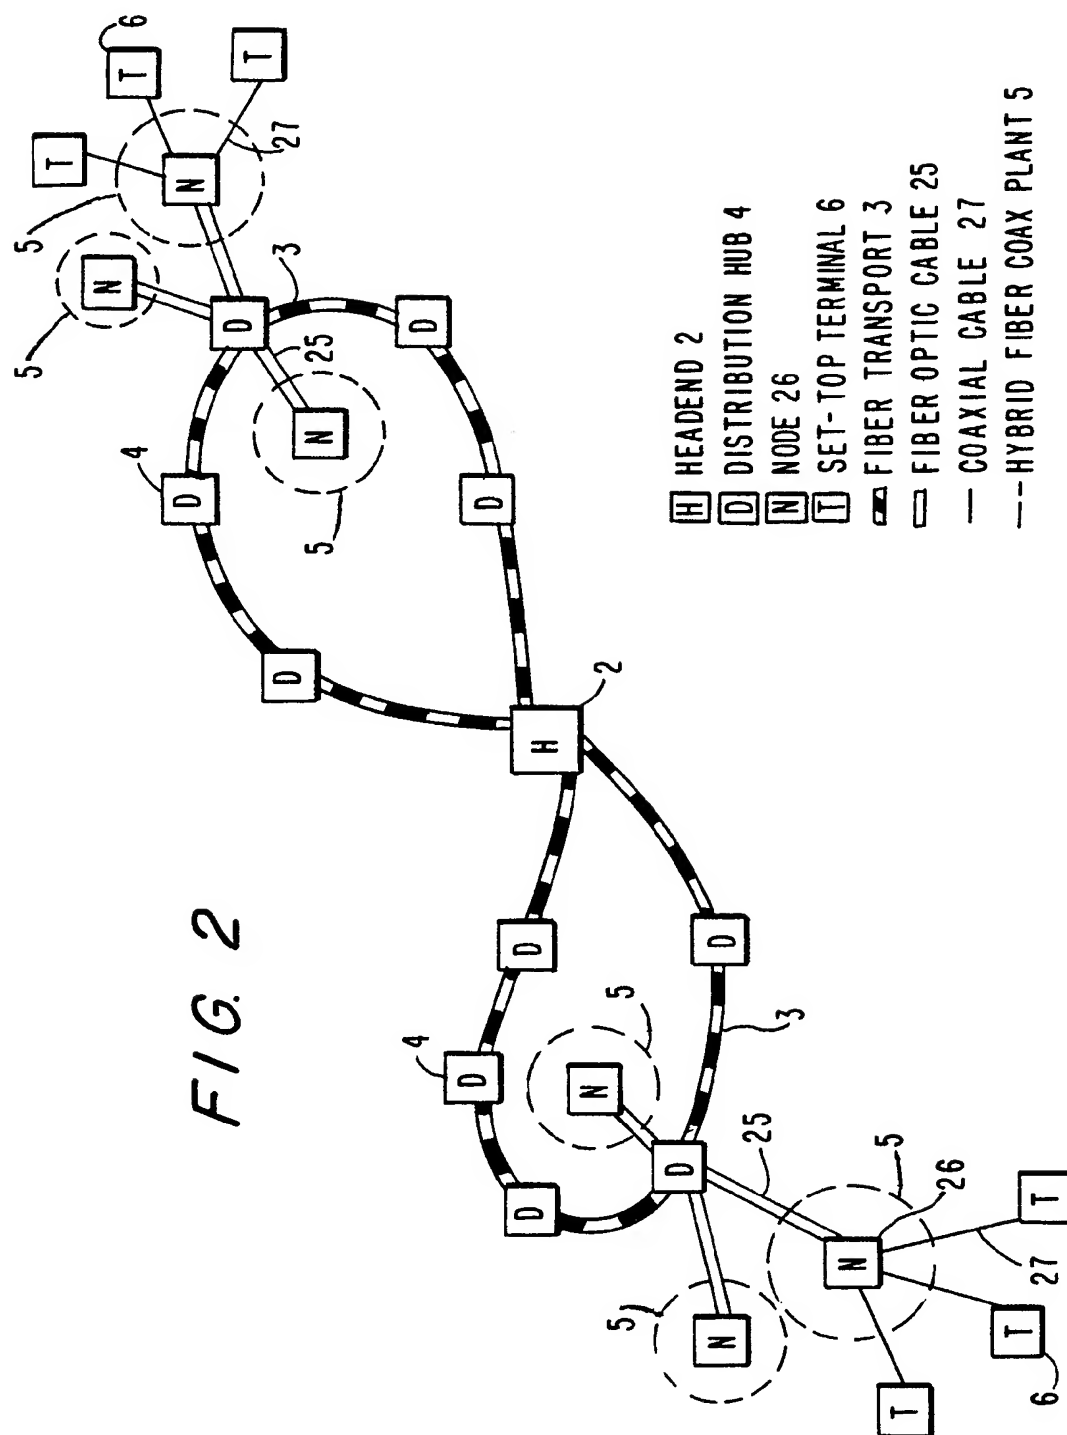 5
5
T
N
6
T
4
D
N
FIG. 2
D
T
3
27
D
5
25
N
4
D
D
D
D
D
H
N
2
5
5
D
D
N
25
3
N
5
T
26
T
27
T
6
H HEADEND 2
D DISTRIBUTION HUB 4
N NODE 26
T SET-TOP TERMINAL 6
FIBER TRANSPORT 3
FIBER OPTIC CABLE 25
COAXIAL CABLE 27
HYBRID FIBER COAX PLANT 5